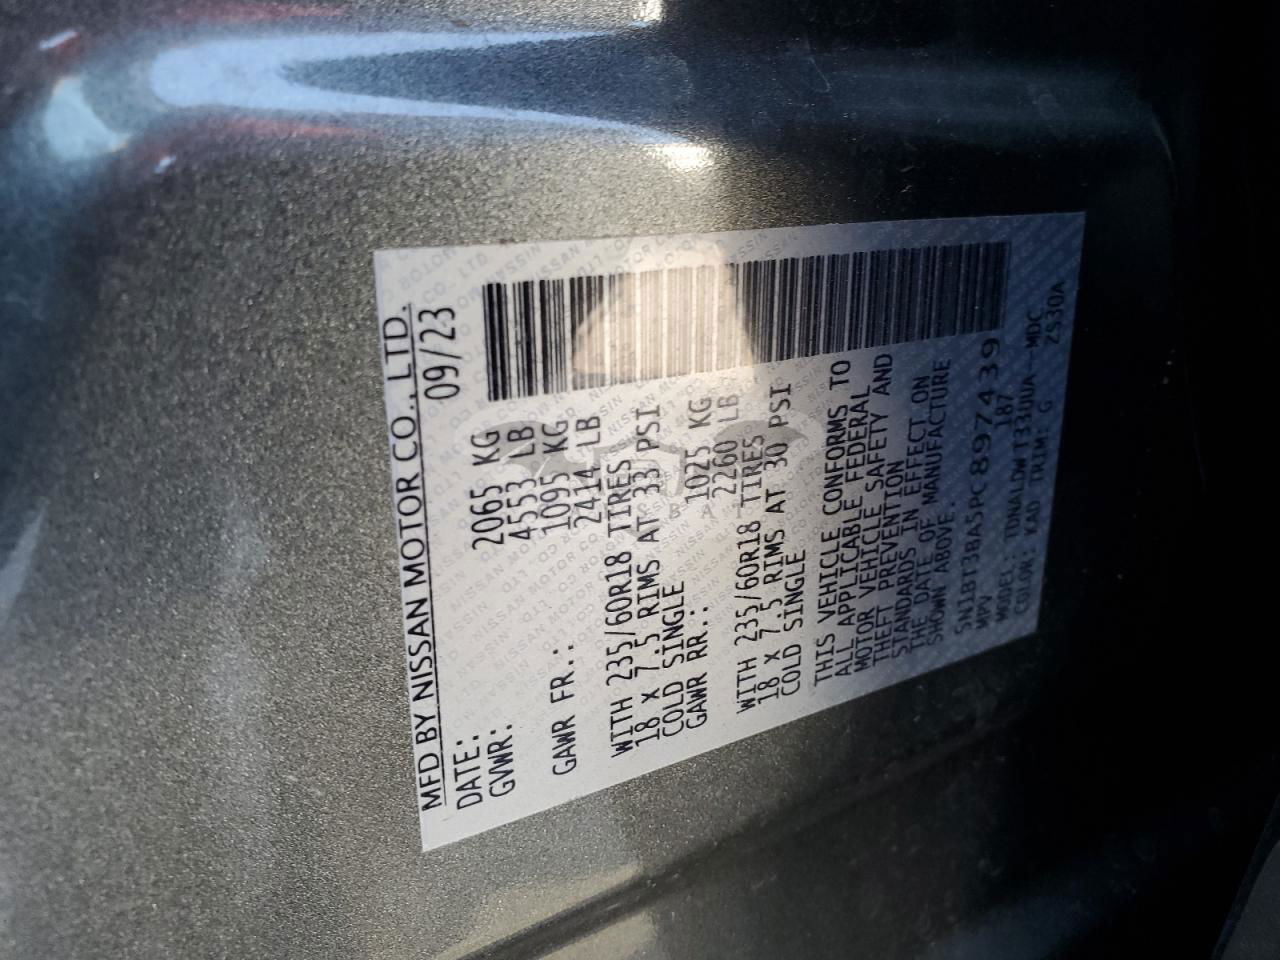 MFD BY NISSAN MOTOR CO., LTD.
DATE: 09/23
GVWR: 2065 KG
4553 LB
GAWR FR.: 1095 KG
2414 LB
WITH 235/60R18 TIRES
18 X 7.5 RIMS AT 33 PSI
COLD SINGLE
GAWR RR.: 1025 KG
2260 LB
WITH 235/60R18 TIRES
18 X 7.5 RIMS AT 30 PSI
COLD SINGLE
THIS VEHICLE CONFORMS TO
ALL APPLICABLE FEDERAL
MOTOR VEHICLE SAFETY AND
THEFT PREVENTION
STANDARDS IN EFFECT ON
THE DATE OF MANUFACTURE
SHOWN ABOVE.
5N1BT3BA5PC897439
MPV 187
MODEL: MDC
COLOR: KAD TRIM: G ZS30A